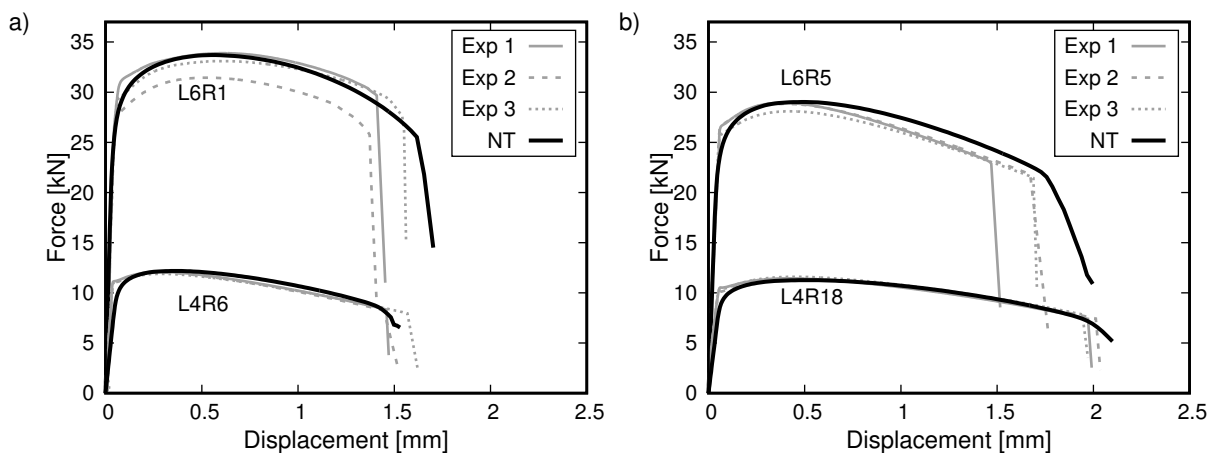 a)
Force [kN]
35
30
25
20
15
10
5
0
0
0.5
1
1.5
2
2.5
Displacement [mm]
Exp 1
Exp 2
Exp 3
NT
L6R1
L4R6
b)
Force [kN]
35
30
25
20
15
10
5
0
0
0.5
1
1.5
2
2.5
Displacement [mm]
Exp 1
Exp 2
Exp 3
NT
L6R5
L4R18